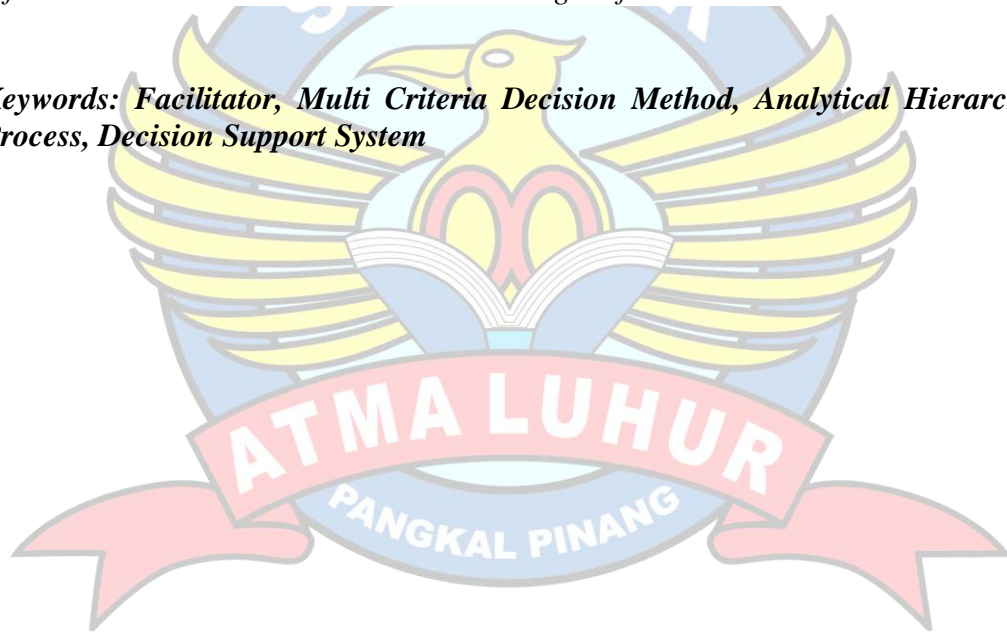 Keywords: Facilitator, Multi Criteria Decision Method, Analytical Hierarc
Process, Decision Support System
ATMA LUHUR
PANGKAL PINANG